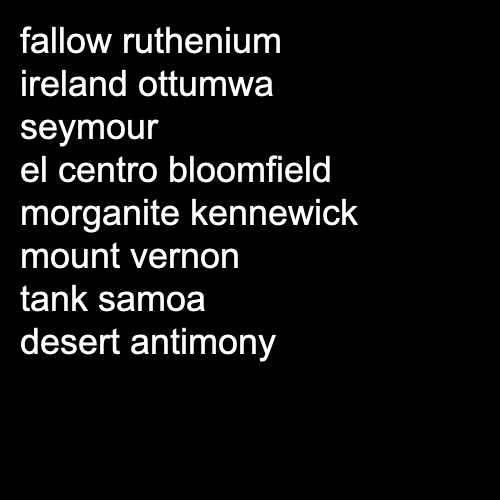 fallow ruthenium
ireland ottumwa
seymour
el centro bloomfield
morganite kennewick
mount vernon
tank samoa
desert antimony